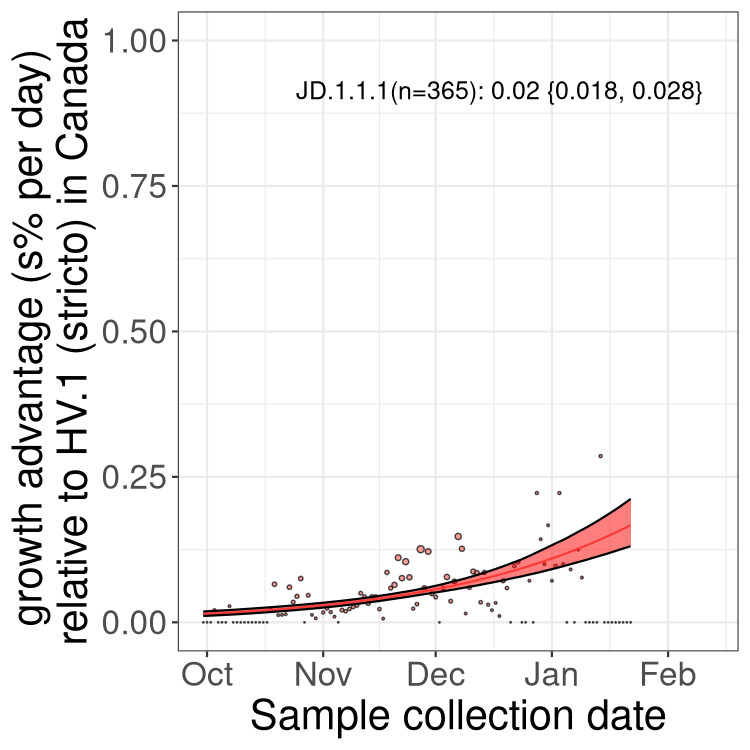 growth advantage (s% per day)
relative to HV.1 (stricto) in Canada
1.00
0.75
0.50
0.25
0.00
JD.1.1.1(n=365): 0.02 {0.018, 0.028}
Oct Nov Dec Jan Feb
Sample collection date